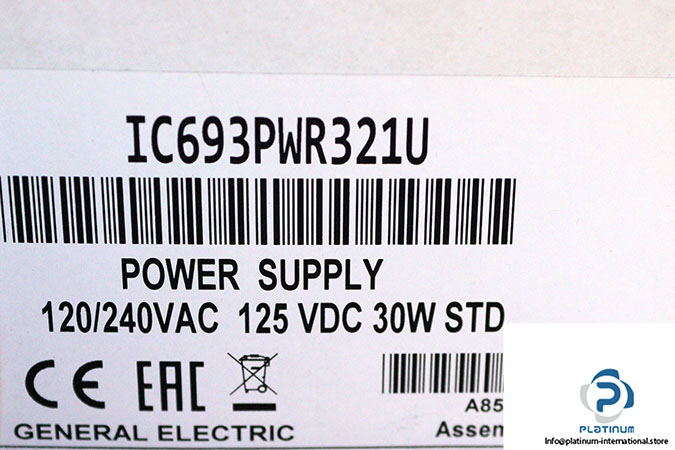 IC693PWR321U
POWER SUPPLY
120/240VAC 125 VDC 30W STD
CE EAC
A85
GENERAL ELECTRIC
Assem
PLATINUM
Info@platinum-international.store